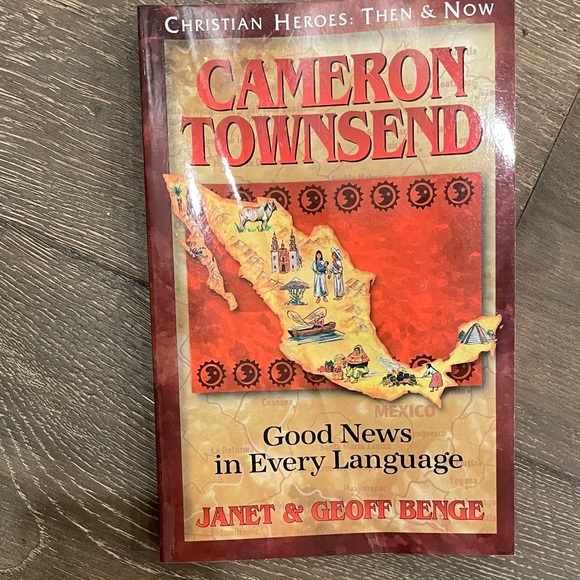 CHRISTIAN HEROES: THEN & NOW
CAMERON
TOWNSEND
MEXICO
Good News
in Every Language
JANET & GEOFF BENGE